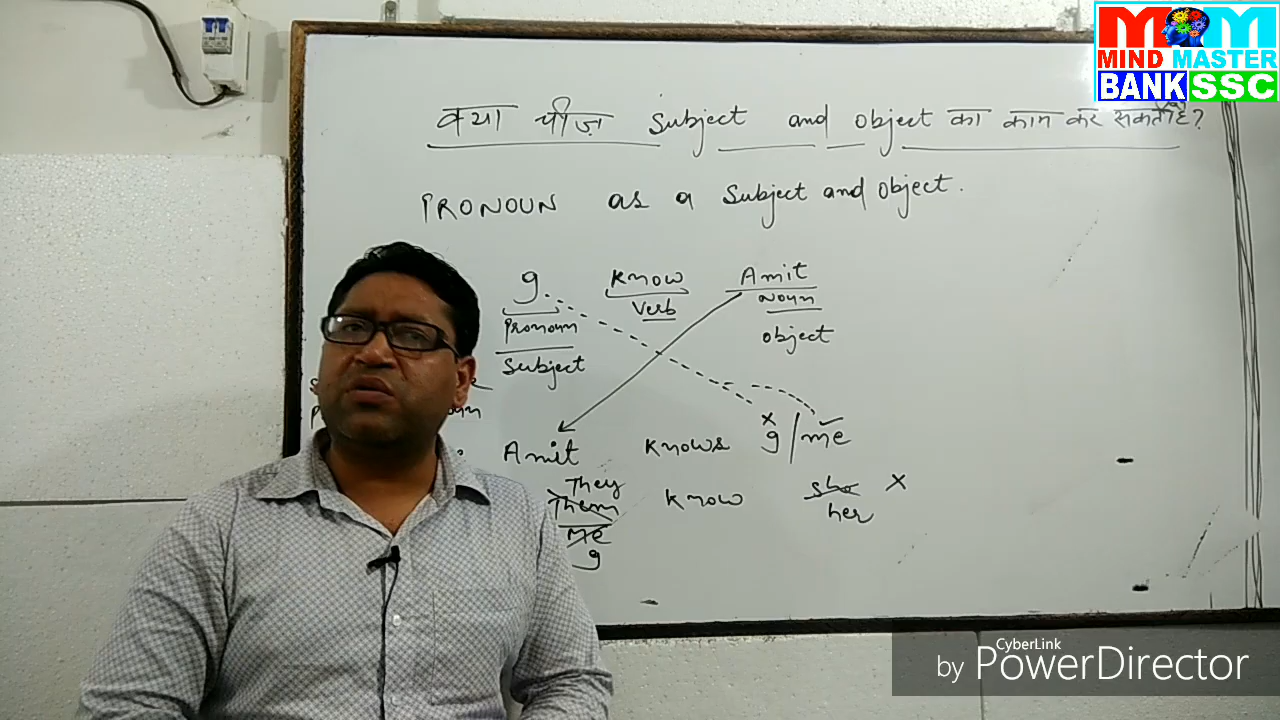 MOM
MIND MASTER
BANK SSC
क्या चीज Subject and object का काम कर सकती है?
PRONOUN as a Subject and Object.
I know Amit
Pronoun Verb Noun
Subject object
Amit knows I / me
They
Them know she
me her
I
CyberLink
by PowerDirector